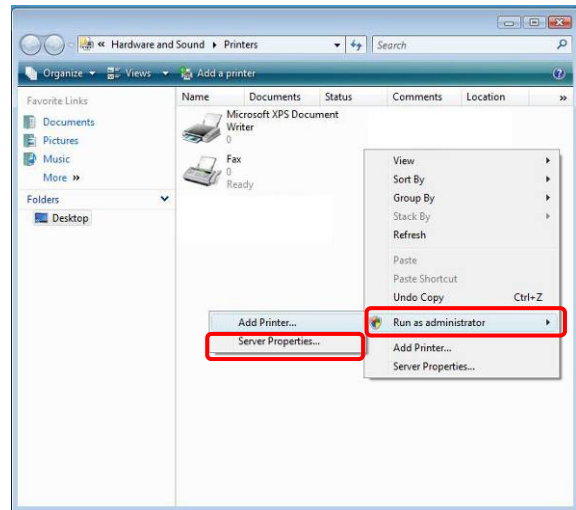 « Hardware and Sound ▸ Printers
Search
Organize Views Add a printer
Favorite Links
Documents
Pictures
Music
More »
Folders
Desktop
Name Documents Status Comments Location »
Microsoft XPS Document
Writer
0
Fax
0
Ready
View
Sort By
Group By
Stack By
Refresh
Paste
Paste Shortcut
Undo Copy Ctrl+Z
Run as administrator
Add Printer...
Server Properties...
Add Printer...
Server Properties...